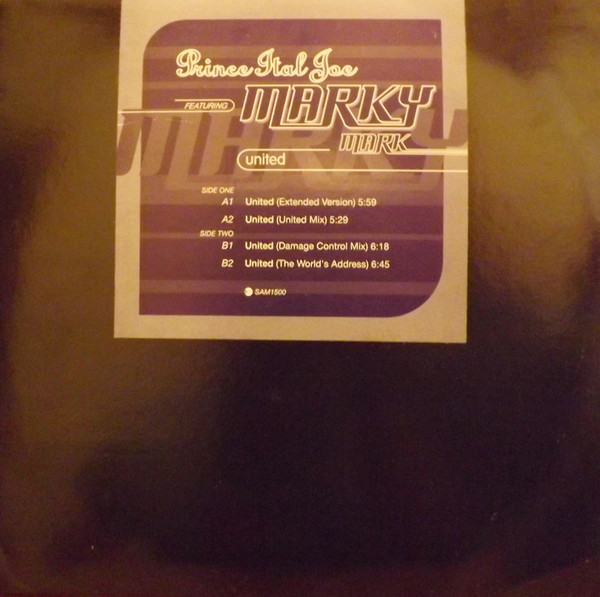 Prince Ital Joe
FEATURING MARKY
MARK
united
SIDE ONE
A1 United (Extended Version) 5:59
A2 United (United Mix) 5:29
SIDE TWO
B1 United (Damage Control Mix) 6:18
B2 United (The World's Address) 6:45
SAM1500
MARKY